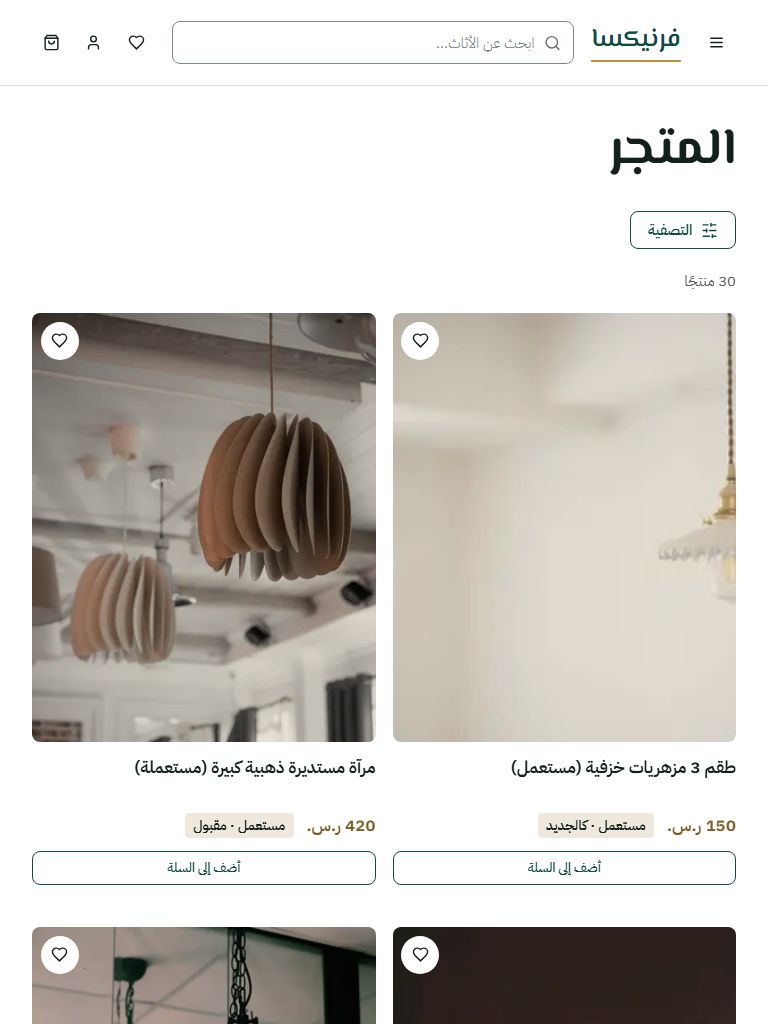 فرنيكسا
ابحث عن الأثاث...
المتجر
التصفية
30 منتجًا
طقم 3 مزهريات خزفية (مستعمل)
150 ر.س.
مستعمل · كالجديد
أضف إلى السلة
مرآة مستديرة ذهبية كبيرة (مستعملة)
420 ر.س.
مستعمل · مقبول
أضف إلى السلة